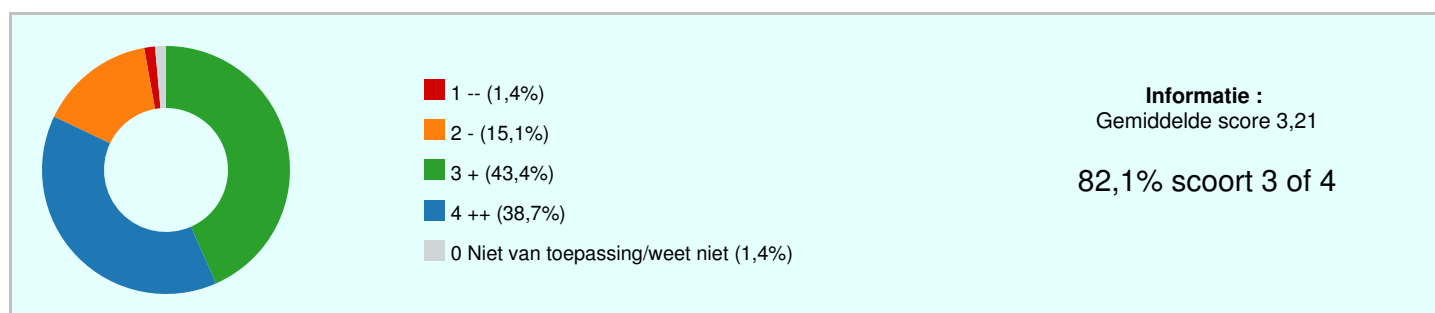 1 -- (1,4%)
2 - (15,1%)
3 + (43,4%)
4 ++ (38,7%)
0 Niet van toepassing/weet niet (1,4%)
Informatie :
Gemiddelde score 3,21
82,1% scoort 3 of 4